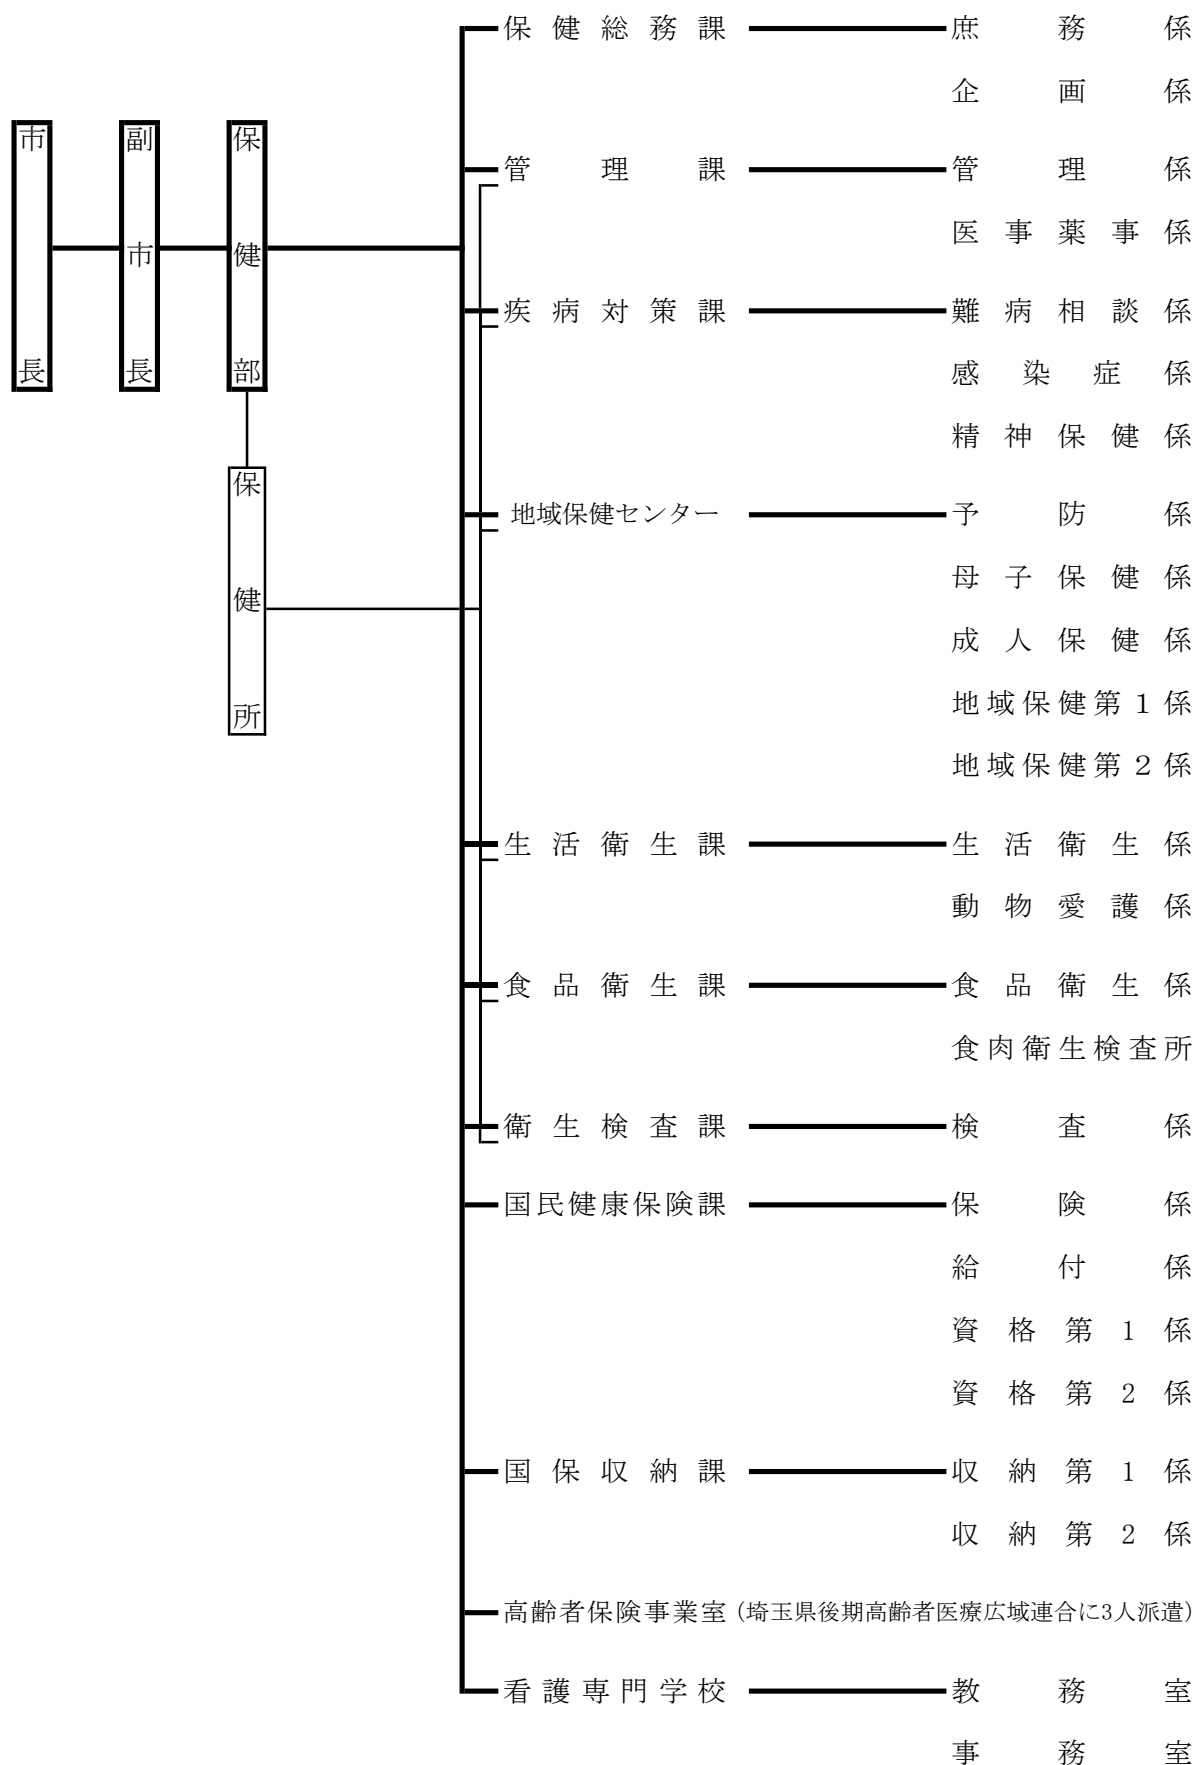 市長
副市長
保健部
保健所
保健総務課 庶務係
企画係
管理課 管理係
医事薬事係
疾病対策課 難病相談係
感染症係
精神保健係
地域保健センター 予防係
母子保健係
成人保健係
地域保健第１係
地域保健第２係
生活衛生課 生活衛生係
動物愛護係
食品衛生課 食品衛生係
食肉衛生検査所
衛生検査課 検査係
国民健康保険課 保険係
給付係
資格第1係
資格第2係
国保収納課 収納第1係
収納第2係
高齢者保険事業室（埼玉県後期高齢者医療広域連合に3人派遣）
看護専門学校 教務室
事務室